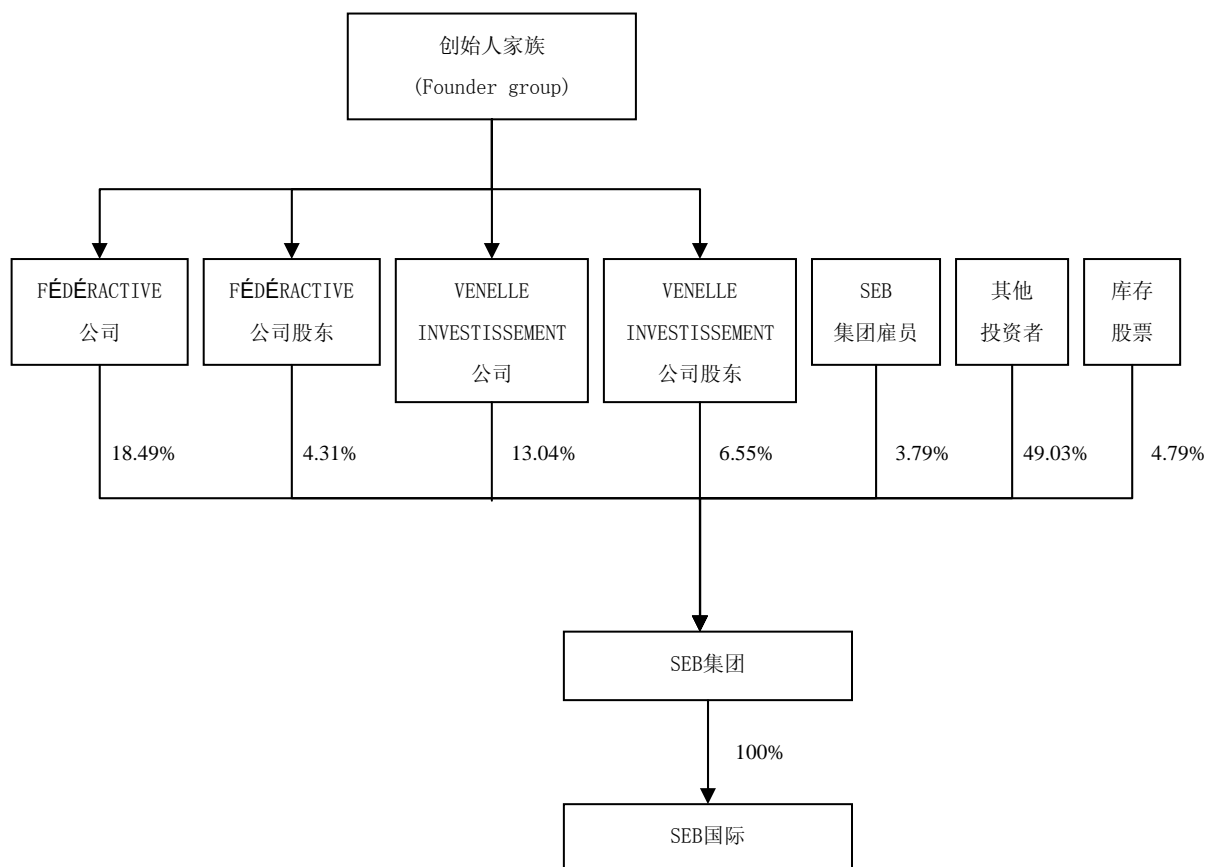 创始人家族
(Founder group)
FÉDÉRACTIVE
公司
FÉDÉRACTIVE
公司股东
VENELLE
INVESTISSEMENT
公司
VENELLE
INVESTISSEMENT
公司股东
SEB
集团雇员
其他
投资者
库存
股票
18.49%
4.31%
13.04%
6.55%
3.79%
49.03%
4.79%
SEB集团
100%
SEB国际